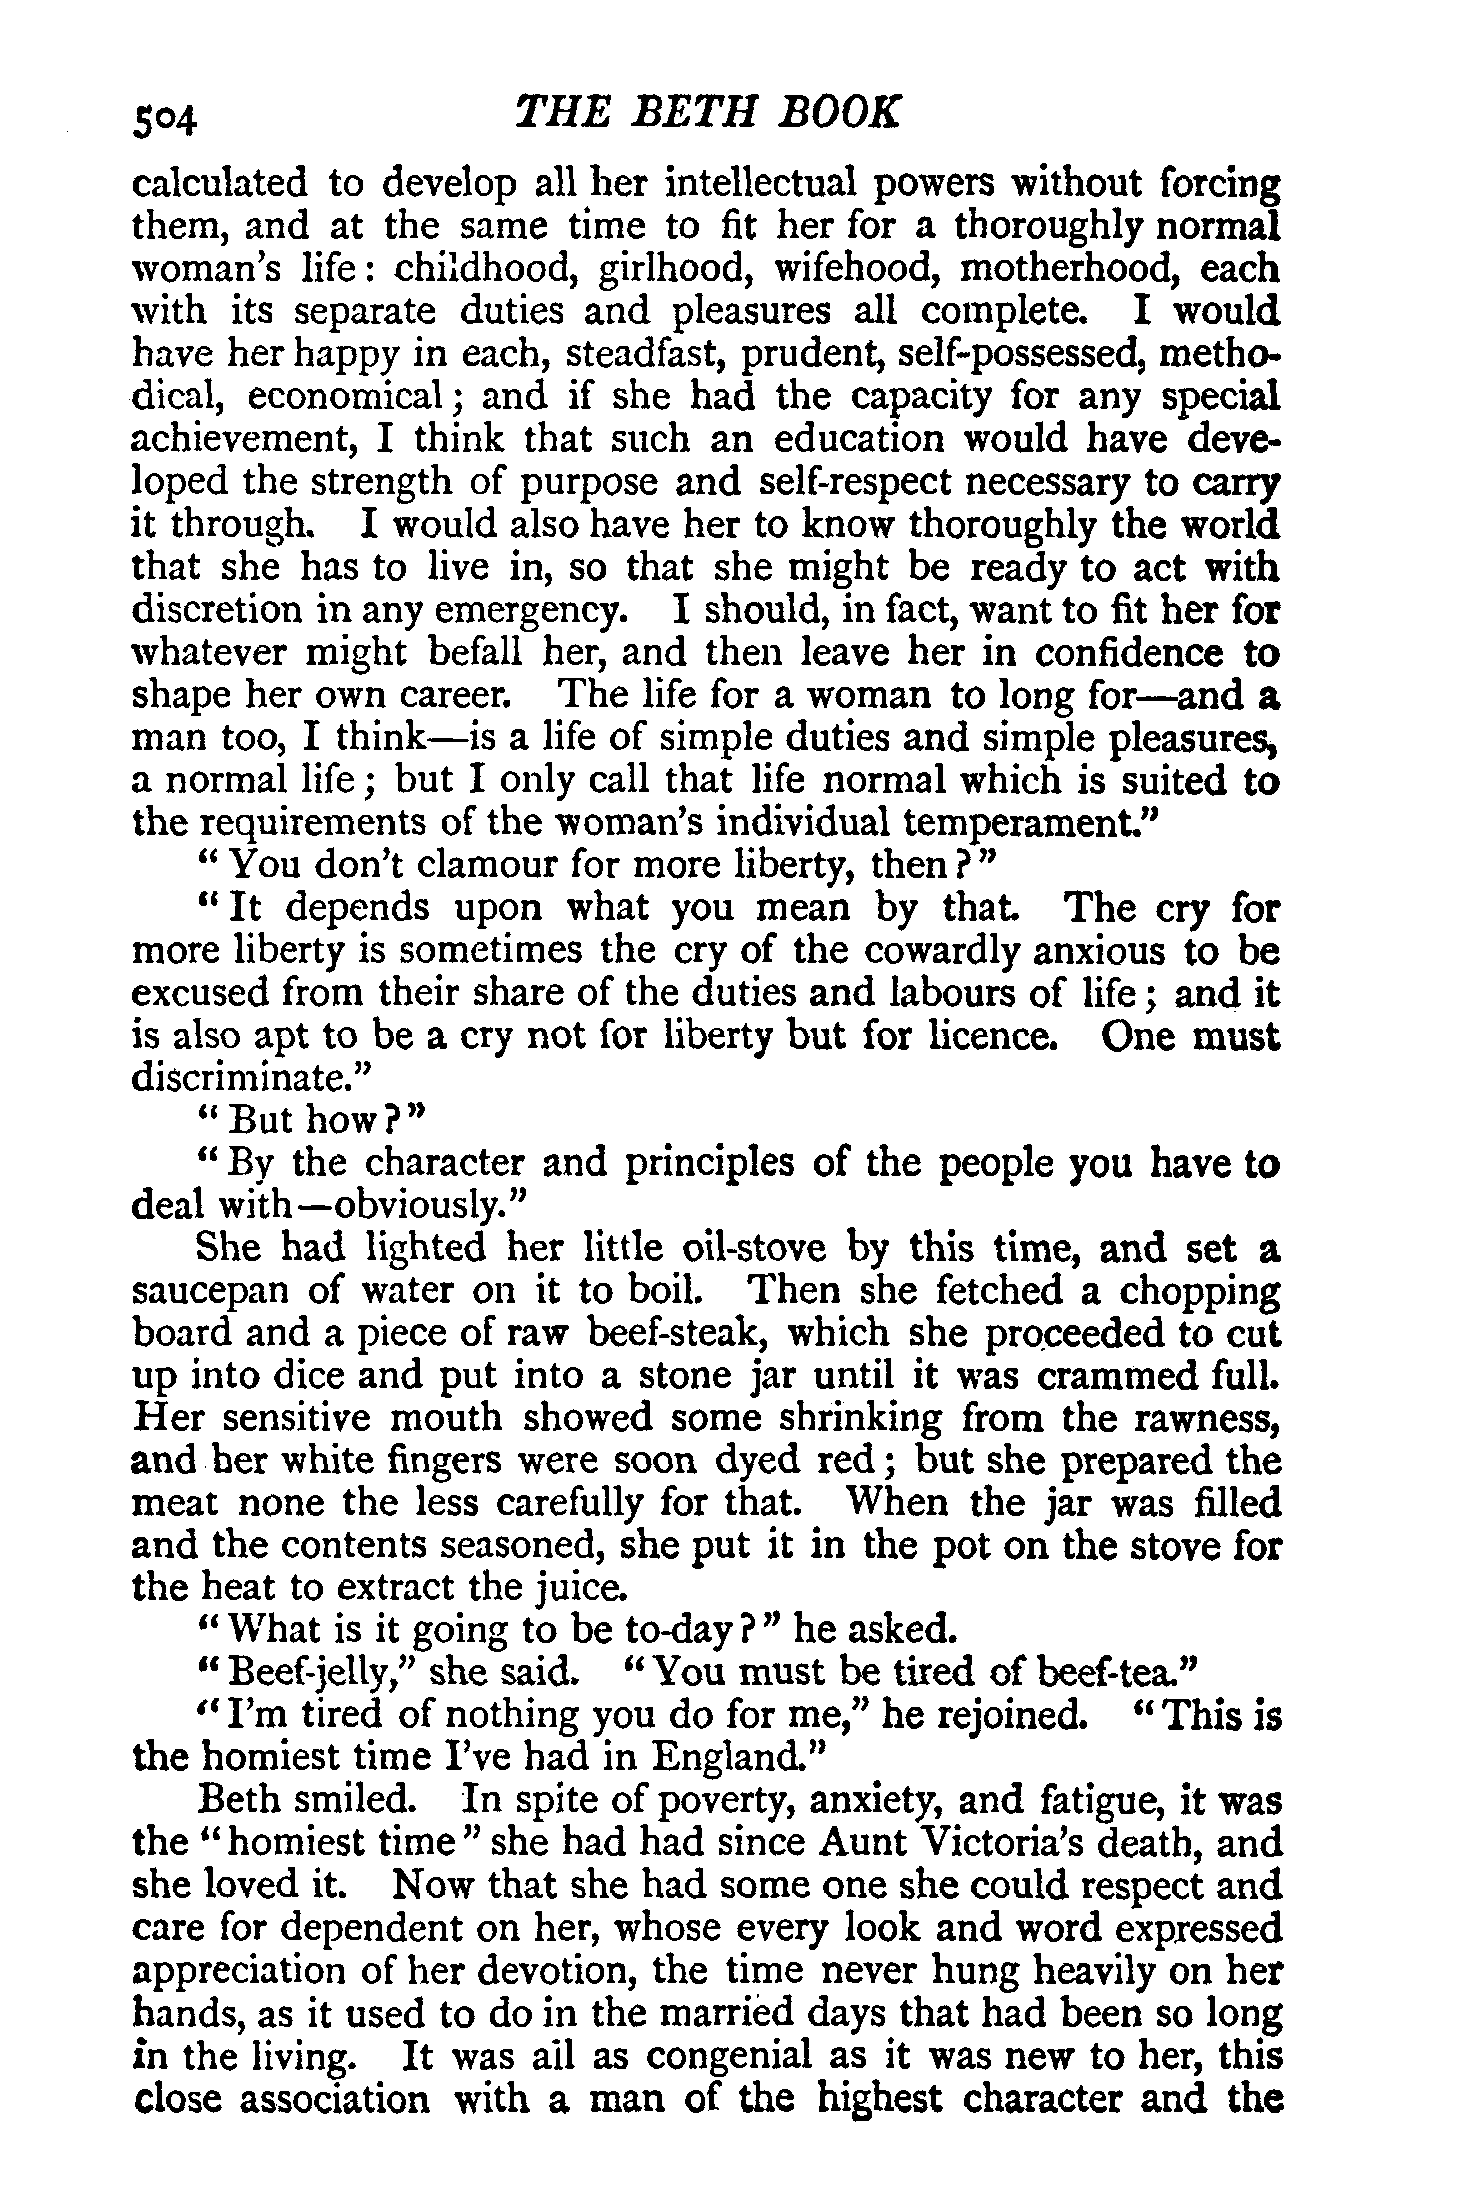 504 THE BETH BOOK
calculated to develop all her intellectual powers without forcing
them, and at the same time to fit her for a thoroughly normal
woman's life: childhood, girlhood, wifehood, motherhood, each
with its separate duties and pleasures all complete. I would
have her happy in each, steadfast, prudent, self-possessed, metho-
dical, economical; and if she had the capacity for any special
achievement, I think that such an education would have deve-
loped the strength of purpose and self-respect necessary to carry
it through. I would also have her to know thoroughly the world
that she has to live in, so that she might be ready to act with
discretion in any emergency. I should, in fact, want to fit her for
whatever might befall her, and then leave her in confidence to
shape her own career. The life for a woman to long for—and a
man too, I think—is a life of simple duties and simple pleasures,
a normal life; but I only call that life normal which is suited to
the requirements of the woman's individual temperament."
"You don't clamour for more liberty, then?"
"It depends upon what you mean by that. The cry for
more liberty is sometimes the cry of the cowardly anxious to be
excused from their share of the duties and labours of life; and it
is also apt to be a cry not for liberty but for licence. One must
discriminate."
"But how?"
"By the character and principles of the people you have to
deal with—obviously."
She had lighted her little oil-stove by this time, and set a
saucepan of water on it to boil. Then she fetched a chopping
board and a piece of raw beef-steak, which she proceeded to cut
up into dice and put into a stone jar until it was crammed full.
Her sensitive mouth showed some shrinking from the rawness,
and her white fingers were soon dyed red; but she prepared the
meat none the less carefully for that. When the jar was filled
and the contents seasoned, she put it in the pot on the stove for
the heat to extract the juice.
"What is it going to be to-day?" he asked.
"Beef-jelly," she said. "You must be tired of beef-tea."
"I'm tired of nothing you do for me," he rejoined. "This is
the homiest time I've had in England."
Beth smiled. In spite of poverty, anxiety, and fatigue, it was
the "homiest time" she had had since Aunt Victoria's death, and
she loved it. Now that she had some one she could respect and
care for dependent on her, whose every look and word expressed
appreciation of her devotion, the time never hung heavily on her
hands, as it used to do in the married days that had been so long
in the living. It was all as congenial as it was new to her, this
close association with a man of the highest character and the